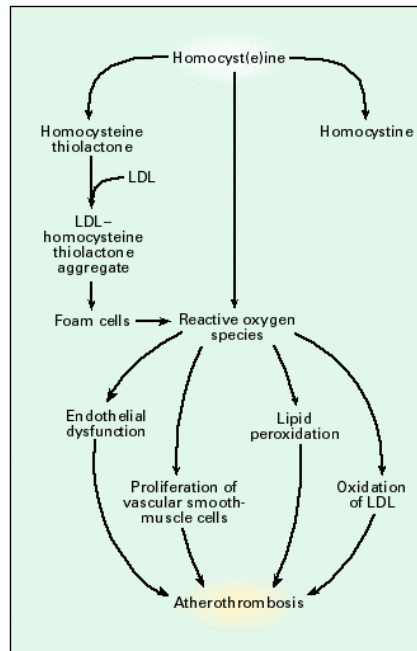 Homocyst(e)ine
Homocysteine
thiolactone
Homocystine
LDL
LDL–
homocysteine
thiolactone
aggregate
Foam cells
Reactive oxygen
species
Endothelial
dysfunction
Lipid
peroxidation
Proliferation of
vascular smooth-
muscle cells
Oxidation
of LDL
Atherothrombosis